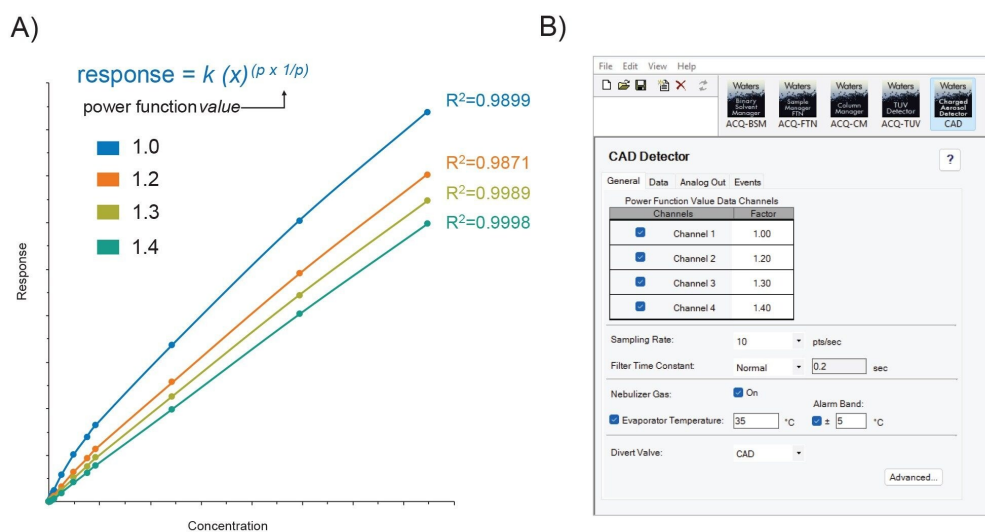 A)
response = k (x)(p x 1/p)
power function value
1.0
1.2
1.3
1.4
R2=0.9899
R2=0.9871
R2=0.9989
R2=0.9998
Response
Concentration
B)
File Edit View Help
Waters
Binary
Solvent
Manager
ACQ-BSM
Waters
Sample
Manager
FTN
ACQ-FTN
Waters
Column
Manager
ACQ-CM
Waters
TUV
Detector
ACQ-TUV
Waters
Charged
Aerosol
Detector
CAD
CAD Detector
?
General Data Analog Out Events
Power Function Value Data Channels
Channels Factor
Channel 1 1.00
Channel 2 1.20
Channel 3 1.30
Channel 4 1.40
Sampling Rate: 10 pts/sec
Filter Time Constant: Normal 0.2 sec
Nebulizer Gas: On
Alarm Band:
Evaporator Temperature: 35 °C ± 5 °C
Divert Valve: CAD
Advanced...